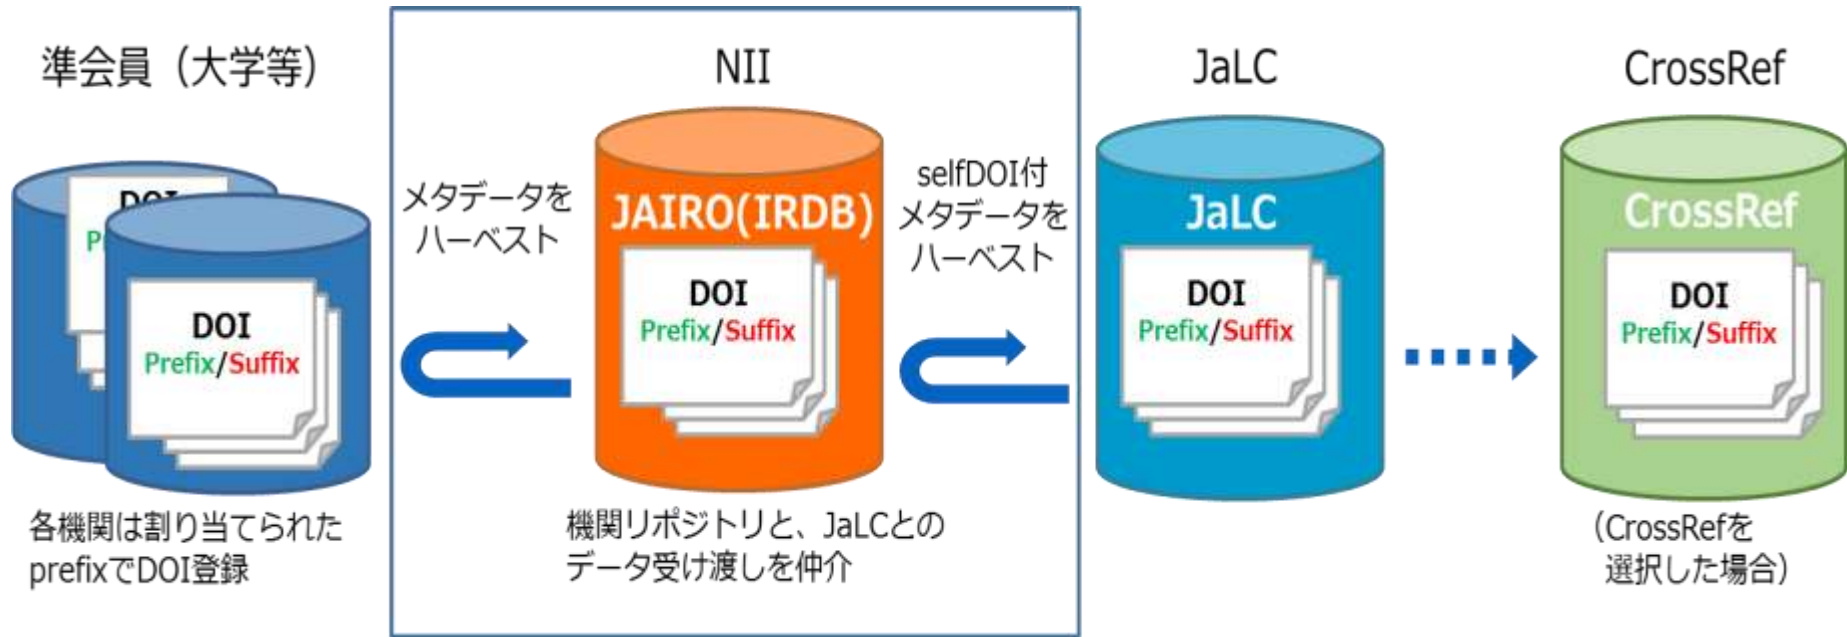 準会員（大学等）
DOI
DOI
Prefix/Suffix
各機関は割り当てられた
prefixでDOI登録
メタデータを
ハーベスト
NII
JAIRO(IRDB)
DOI
Prefix/Suffix
機関リポジトリと、JaLCとの
データ受け渡しを仲介
selfDOI付
メタデータを
ハーベスト
JaLC
JaLC
DOI
Prefix/Suffix
CrossRef
CrossRef
DOI
Prefix/Suffix
（CrossRefを
選択した場合）